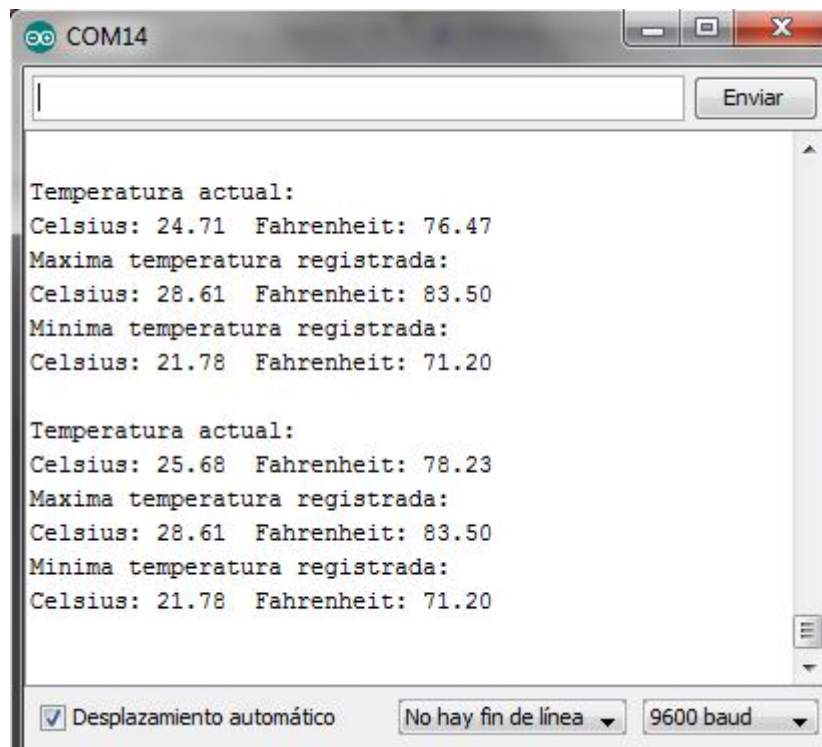 COM14
Enviar
Temperatura actual:
Celsius: 24.71  Fahrenheit: 76.47
Maxima temperatura registrada:
Celsius: 28.61  Fahrenheit: 83.50
Minima temperatura registrada:
Celsius: 21.78  Fahrenheit: 71.20
Temperatura actual:
Celsius: 25.68  Fahrenheit: 78.23
Maxima temperatura registrada:
Celsius: 28.61  Fahrenheit: 83.50
Minima temperatura registrada:
Celsius: 21.78  Fahrenheit: 71.20
Desplazamiento automático No hay fin de línea 9600 baud